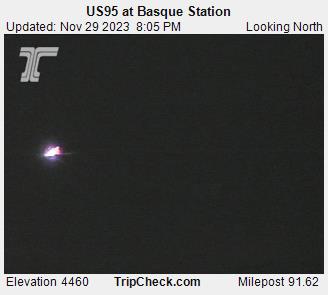 US95 at Basque Station
Updated: Nov 29 2023 8:05 PM Looking North
Elevation 4460 TripCheck.com Milepost 91.62